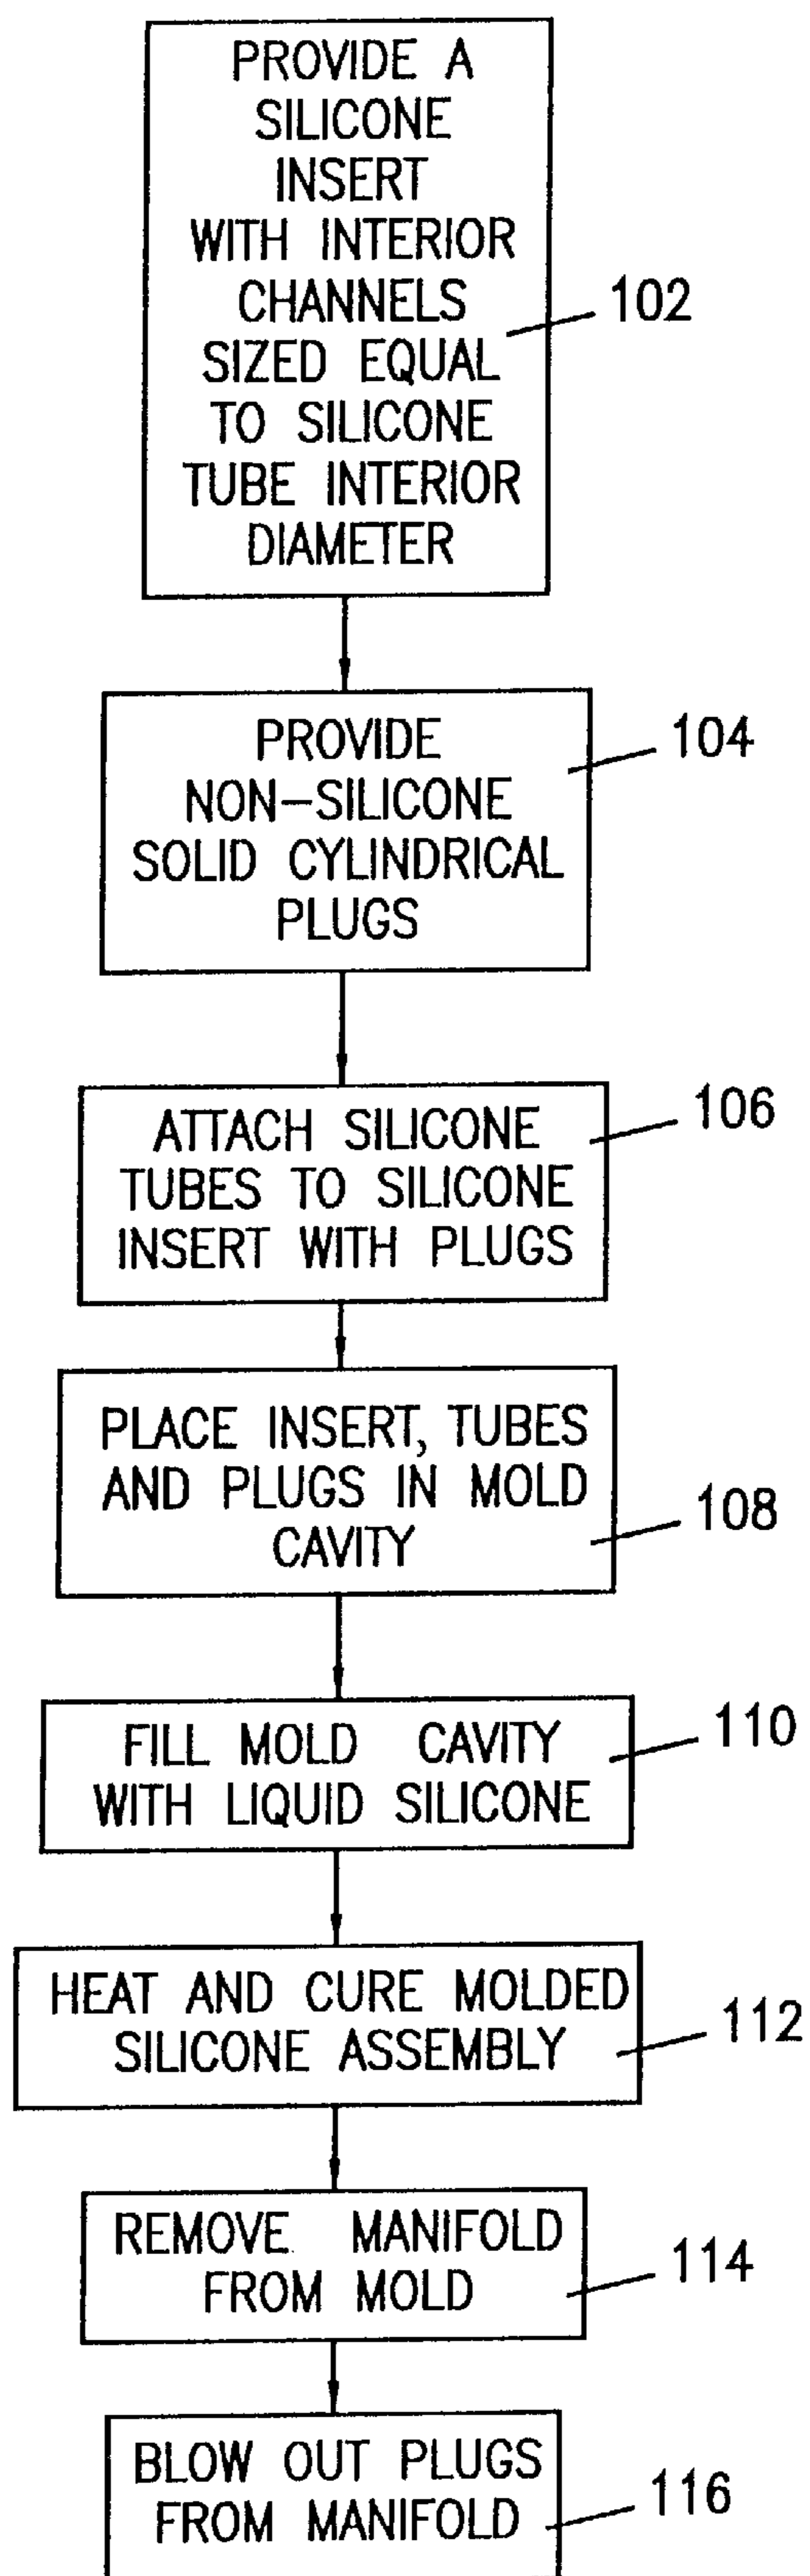 PROVIDE A
SILICONE
INSERT
WITH INTERIOR
CHANNELS
SIZED EQUAL
TO SILICONE
TUBE INTERIOR
DIAMETER
102
PROVIDE
NON-SILICONE
SOLID CYLINDRICAL
PLUGS
104
ATTACH SILICONE
TUBES TO SILICONE
INSERT WITH PLUGS
106
PLACE INSERT, TUBES
AND PLUGS IN MOLD
CAVITY
108
FILL MOLD CAVITY
WITH LIQUID SILICONE
110
HEAT AND CURE MOLDED
SILICONE ASSEMBLY
112
REMOVE MANIFOLD
FROM MOLD
114
BLOW OUT PLUGS
FROM MANIFOLD
116